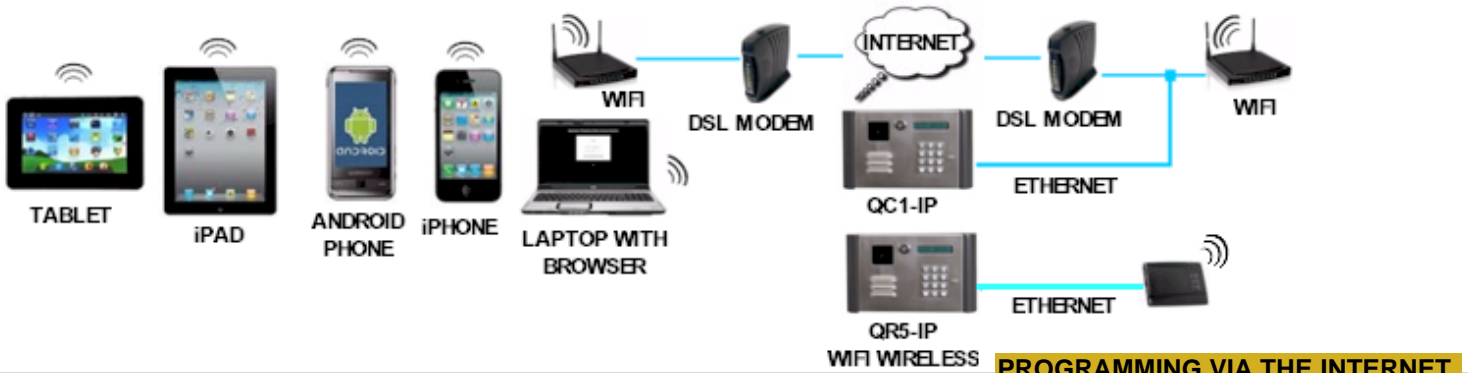 INTERNET
WIFI
DSL MODEM
DSL MODEM
WIFI
ETHERNET
QC1-IP
TABLET
iPAD
ANDROID
PHONE
iPHONE
LAPTOP WITH
BROWSER
ANDROID
ETHERNET
QR5-IP
WIFI WIRELESS
PROGRAMMING VIA THE INTERNET